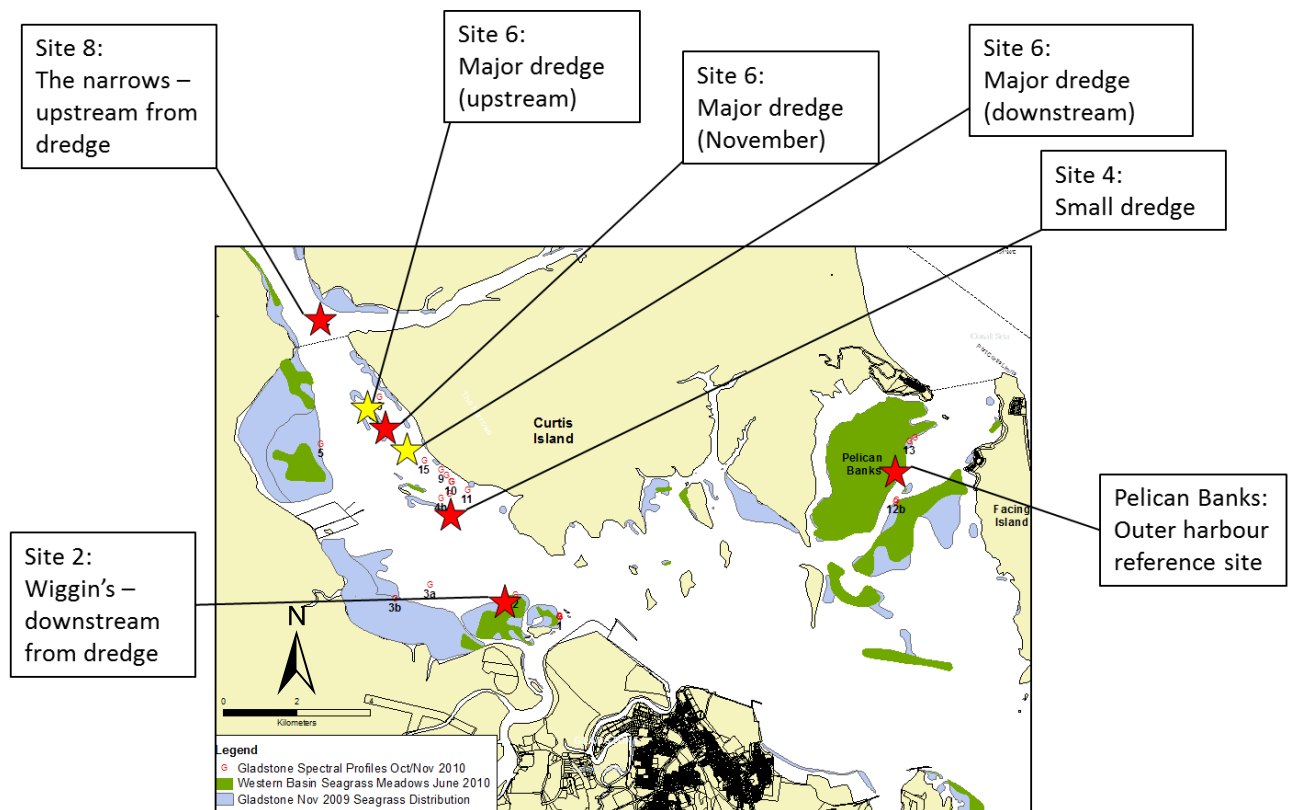 Site 8:
The narrows –
upstream from
dredge
Site 6:
Major dredge
(upstream)
Site 6:
Major dredge
(November)
Site 6:
Major dredge
(downstream)
Site 4:
Small dredge
Curtis
Island
Pelican
Banks
G
13
G
12b
Facing
Island
G
5
G
G
15
G
9
G
10
G
11
G
4b
Pelican Banks:
Outer harbour
reference site
Site 2:
Wiggin's –
downstream
from dredge
G
3a
3b
G
2
G
1
N
0 2 4
Kilometers
Legend
G Gladstone Spectral Profiles Oct/Nov 2010
Western Basin Seagrass Meadows June 2010
Gladstone Nov 2009 Seagrass Distribution